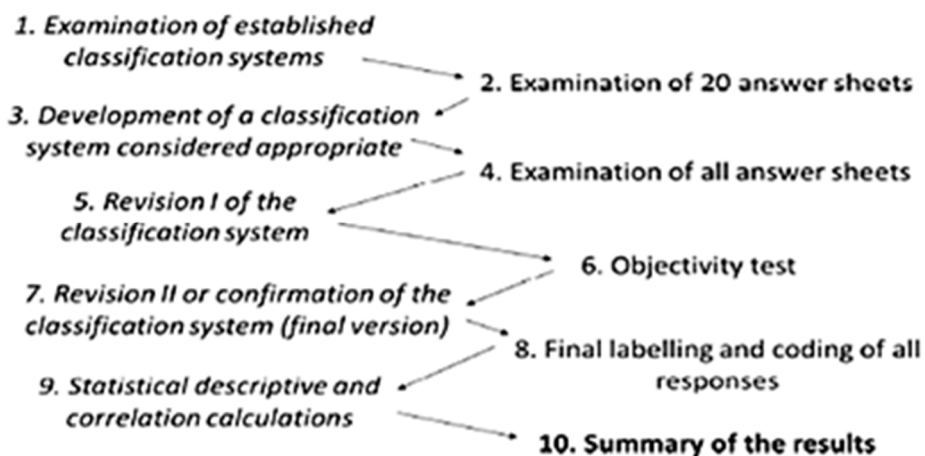 1. Examination of established
classification systems
2. Examination of 20 answer sheets
3. Development of a classification
system considered appropriate
4. Examination of all answer sheets
5. Revision I of the
classification system
6. Objectivity test
7. Revision II or confirmation of the
classification system (final version)
8. Final labelling and coding of all
responses
9. Statistical descriptive and
correlation calculations
10. Summary of the results